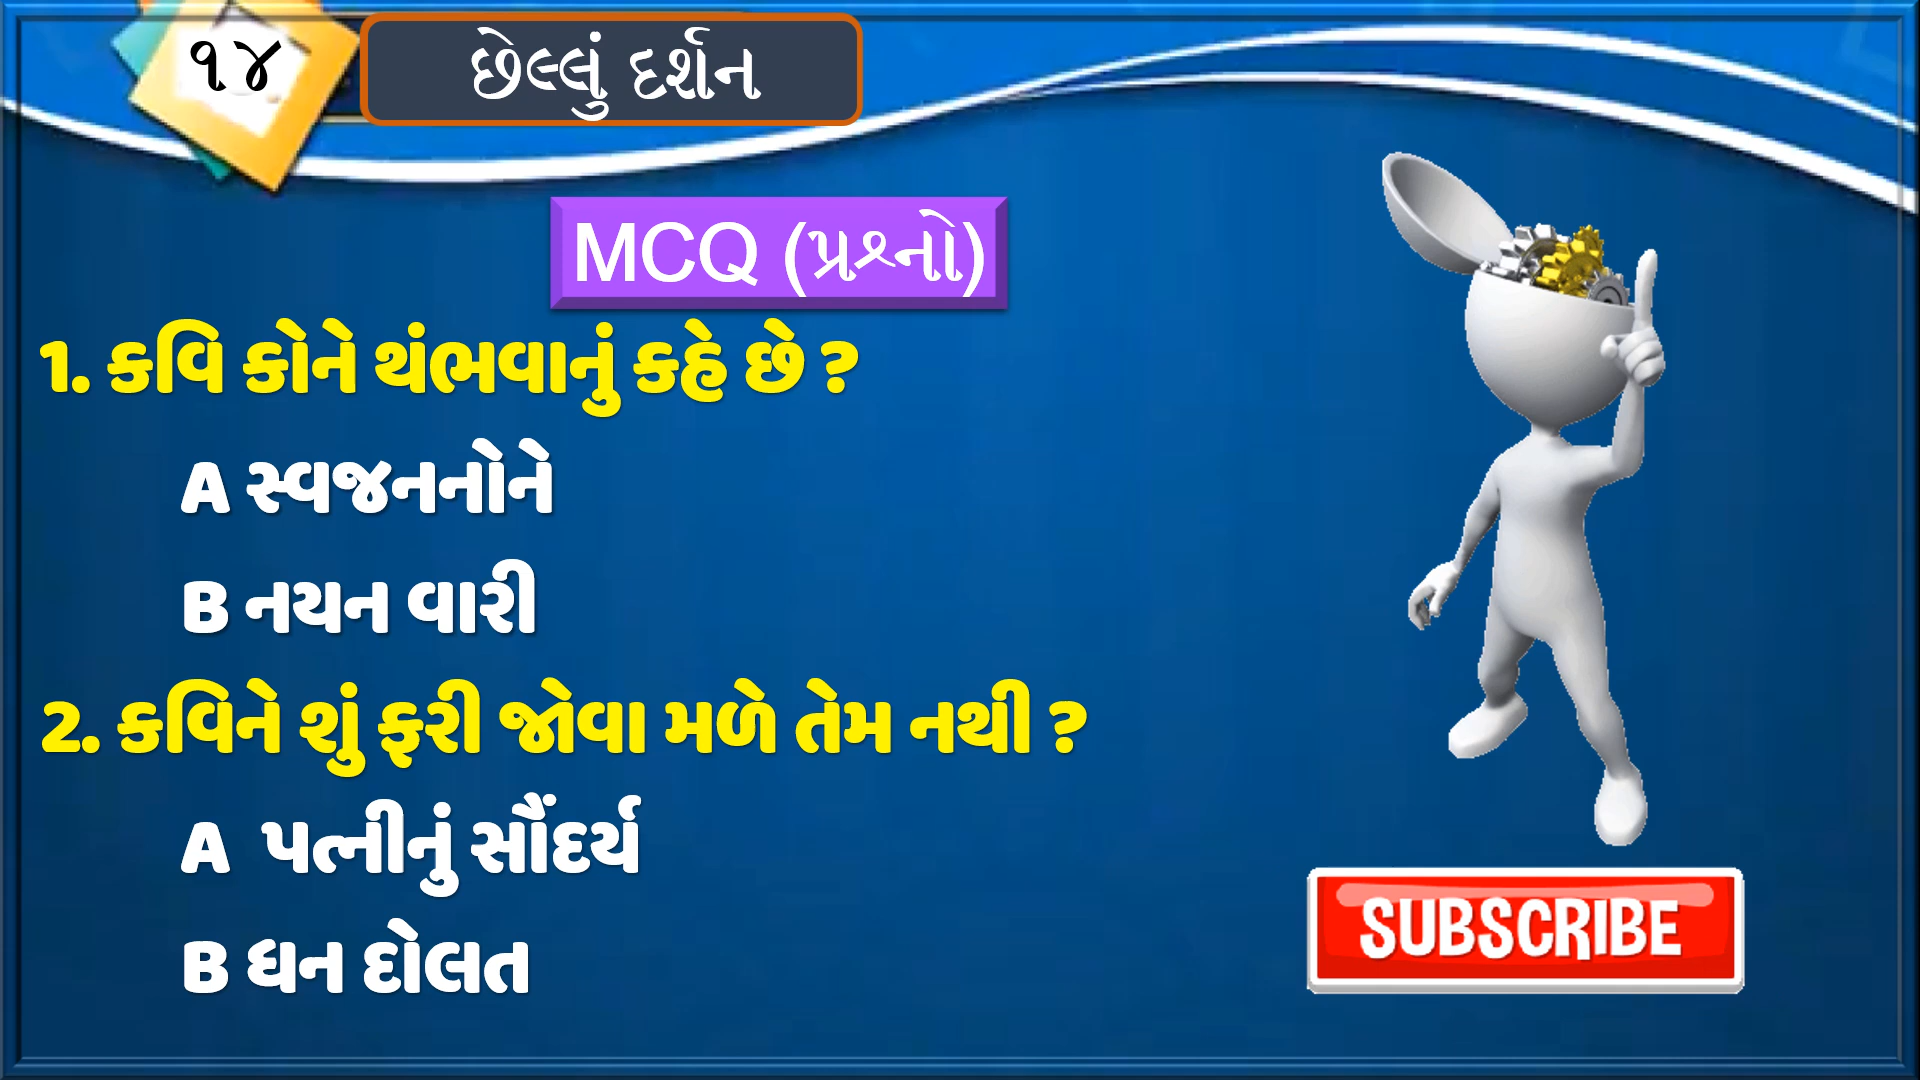 ૧૪
છેલ્લું દર્શન
MCQ (પ્રશ્નો)
1. કવિ કોને થંભવાનું કહે છે ?
A સ્વજનનોને
B નયન વારી
2. કવિને શું ફરી જોવા મળે તેમ નથી ?
A પત્નીનું સૌંદર્ય
B ધન દોલત
SUBSCRIBE